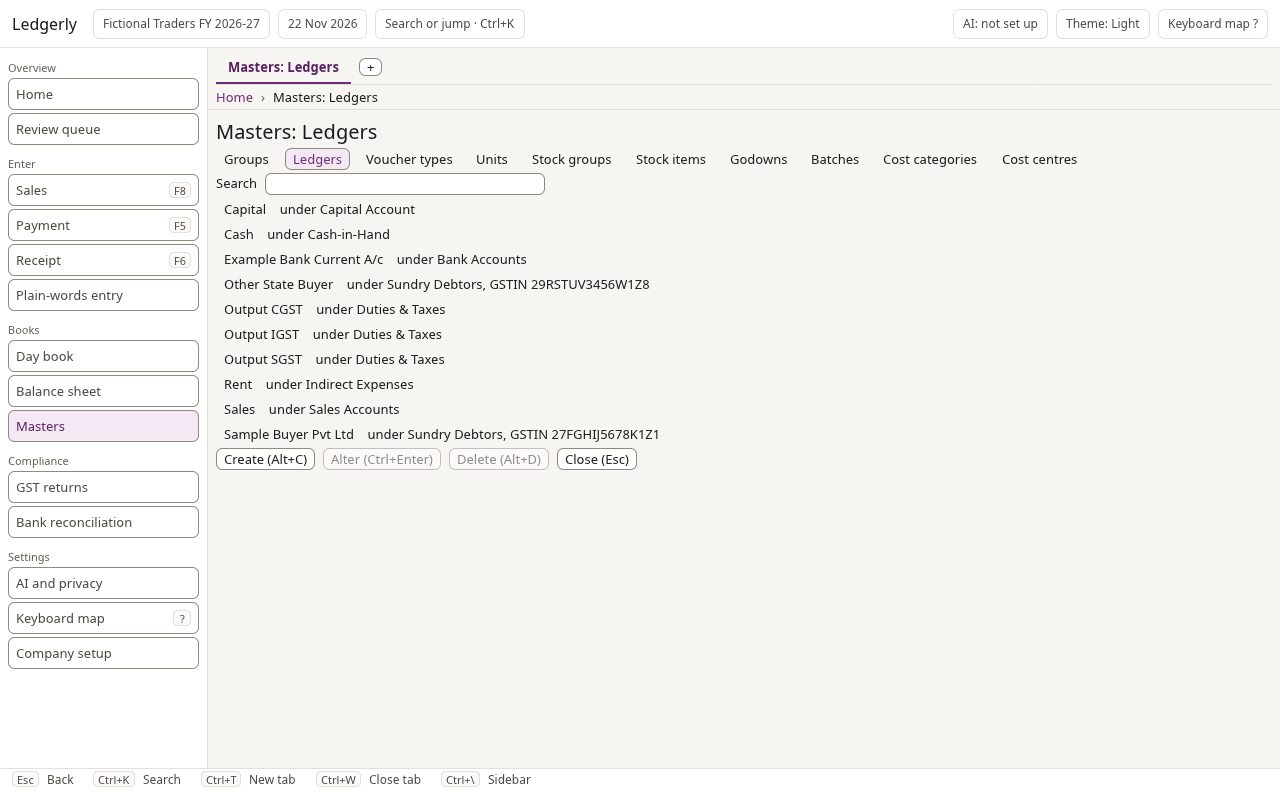 Ledgerly
Fictional Traders FY 2026-27
22 Nov 2026
Search or jump · Ctrl+K
AI: not set up
Theme: Light
Keyboard map ?
Overview
Home
Review queue
Enter
Sales F8
Payment F5
Receipt F6
Plain-words entry
Books
Day book
Balance sheet
Masters
Compliance
GST returns
Bank reconciliation
Settings
AI and privacy
Keyboard map ?
Company setup
Masters: Ledgers +
Home › Masters: Ledgers
Masters: Ledgers
Groups Ledgers Voucher types Units Stock groups Stock items Godowns Batches Cost categories Cost centres
Search
Capital under Capital Account
Cash under Cash-in-Hand
Example Bank Current A/c under Bank Accounts
Other State Buyer under Sundry Debtors, GSTIN 29RSTUV3456W1Z8
Output CGST under Duties & Taxes
Output IGST under Duties & Taxes
Output SGST under Duties & Taxes
Rent under Indirect Expenses
Sales under Sales Accounts
Sample Buyer Pvt Ltd under Sundry Debtors, GSTIN 27FGHIJ5678K1Z1
Create (Alt+C) Alter (Ctrl+Enter) Delete (Alt+D) Close (Esc)
Esc Back Ctrl+K Search Ctrl+T New tab Ctrl+W Close tab Ctrl+\ Sidebar